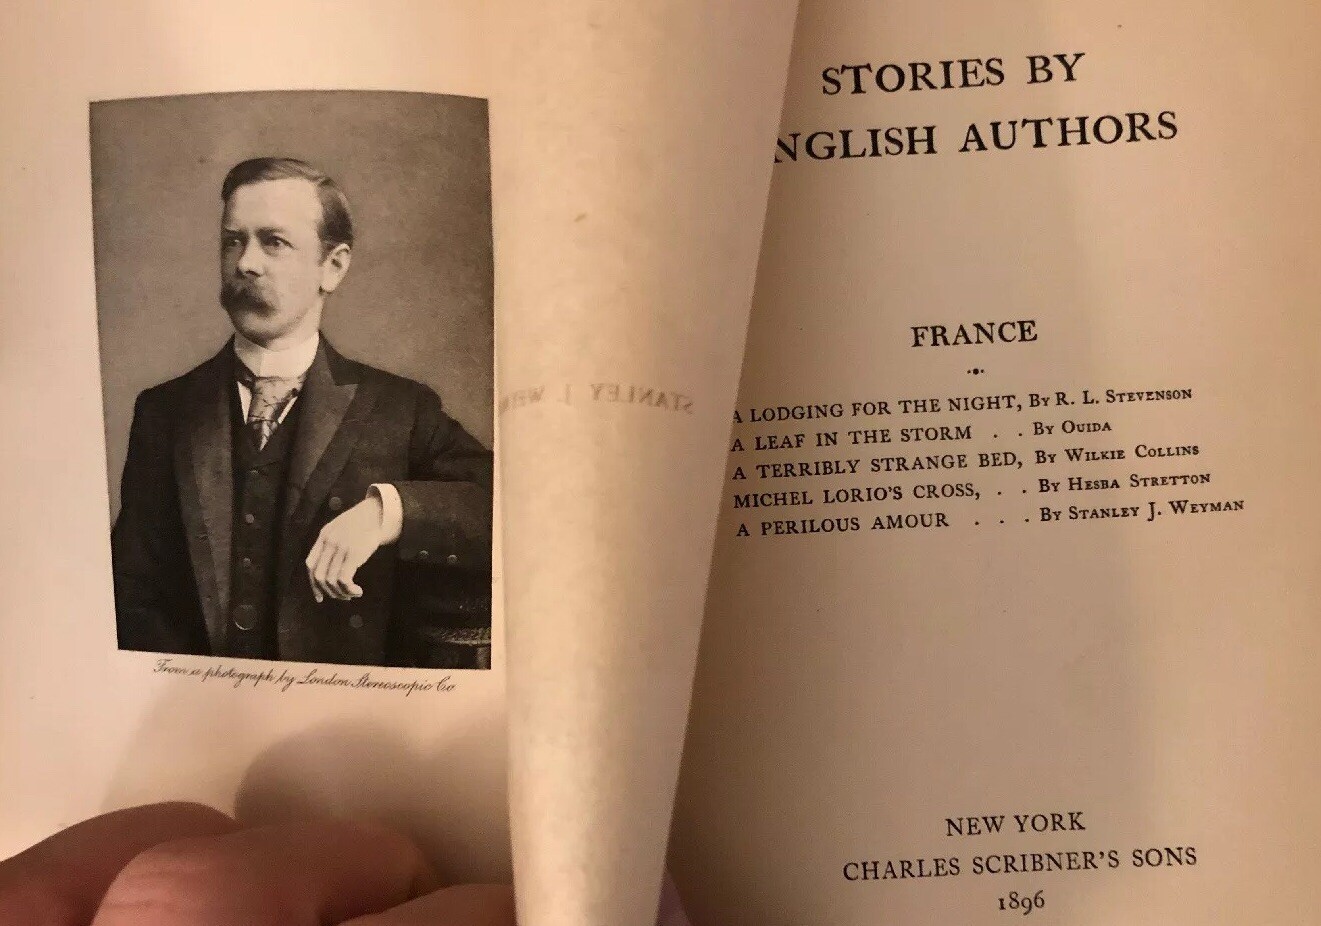 From a photograph by London Stereoscopic Co
STANLEY J. WEY
STORIES BY
NGLISH AUTHORS
FRANCE
A LODGING FOR THE NIGHT, By R. L. Stevenson
A LEAF IN THE STORM . . By Ouida
A TERRIBLY STRANGE BED, By Wilkie Collins
MICHEL LORIO'S CROSS, . . By Hesba Stretton
A PERILOUS AMOUR . . . By Stanley J. Weyman
NEW YORK
CHARLES SCRIBNER'S SONS
1896